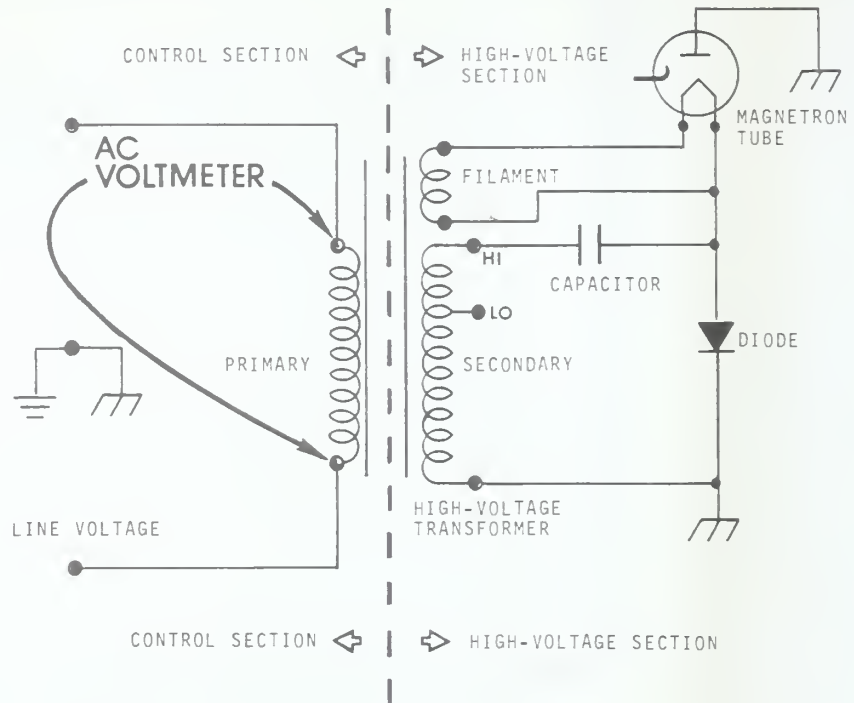 CONTROL SECTION
HIGH-VOLTAGE
SECTION
MAGNETRON
TUBE
AC
VOLTMETER
FILAMENT
HI
CAPACITOR
LO
DIODE
PRIMARY
SECONDARY
HIGH-VOLTAGE
TRANSFORMER
LINE VOLTAGE
CONTROL SECTION
HIGH-VOLTAGE SECTION